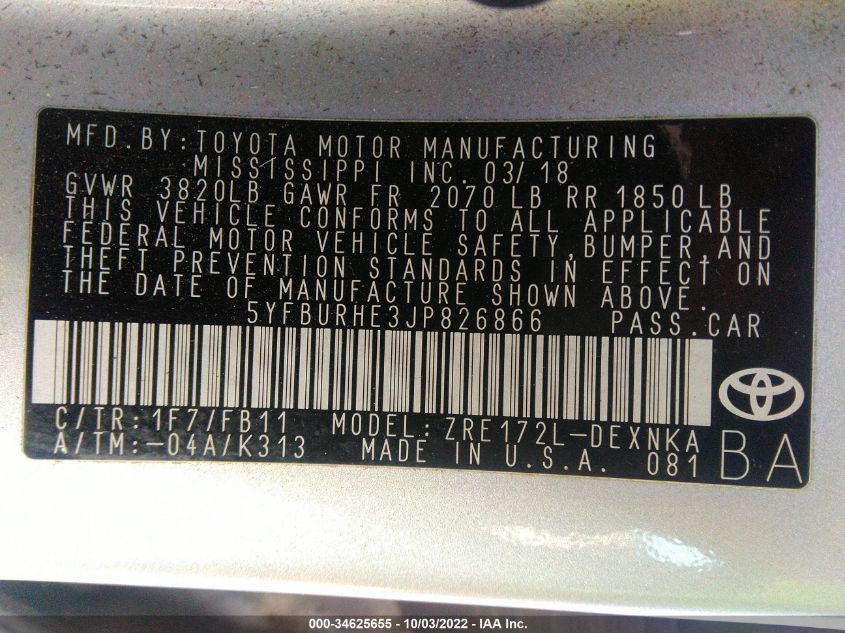 MFD.BY:TOYOTA MOTOR MANUFACTURING
MISSISSIPPI INC. 03/18
GVWR 3820LB GAWR FR 2070LB RR 1850LB
THIS VEHICLE CONFORMS TO ALL APPLICABLE
FEDERAL MOTOR VEHICLE SAFETY,BUMPER,AND
THEFT PREVENTION STANDARDS IN EFFECT ON
THE DATE OF MANUFACTURE SHOWN ABOVE.
5YFBURHE3JP826866 PASS.CAR
C/TR:1F7/FB11 MODEL:ZRE172L-DEXNKA
A/TM:-04A/K313 MADE IN U.S.A. 081 BA
000-34625655 - 10/03/2022 - IAA Inc.